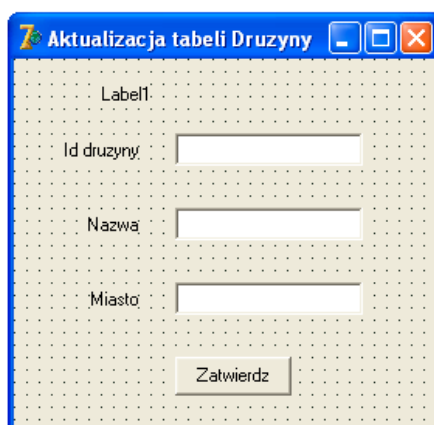 Aktualizacja tabeli Druzyny
Label1
Id druzyny
Nazwa
Miasto
Zatwierdz